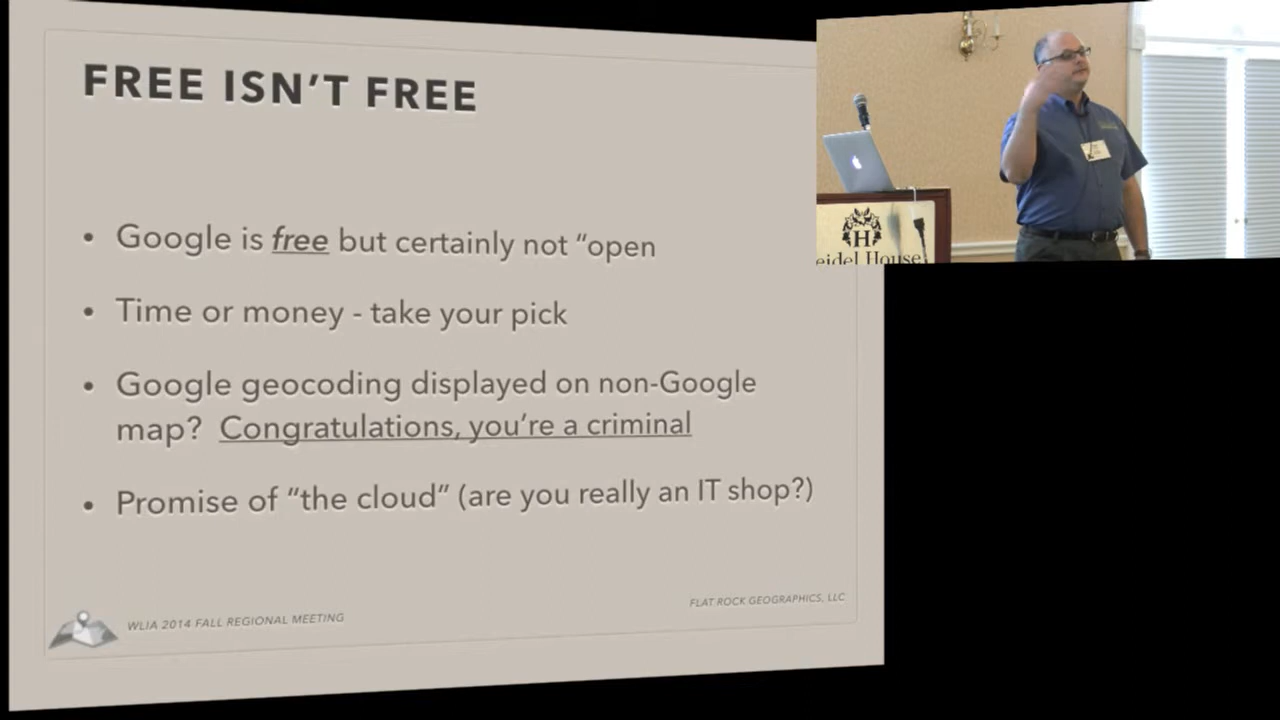 FREE ISN'T FREE
• Google is free but certainly not "open
• Time or money - take your pick
• Google geocoding displayed on non-Google
map? Congratulations, you're a criminal
• Promise of "the cloud" (are you really an IT shop?)
WLIA 2014 FALL REGIONAL MEETING
FLAT ROCK GEOGRAPHICS, LLC
H
eidel House